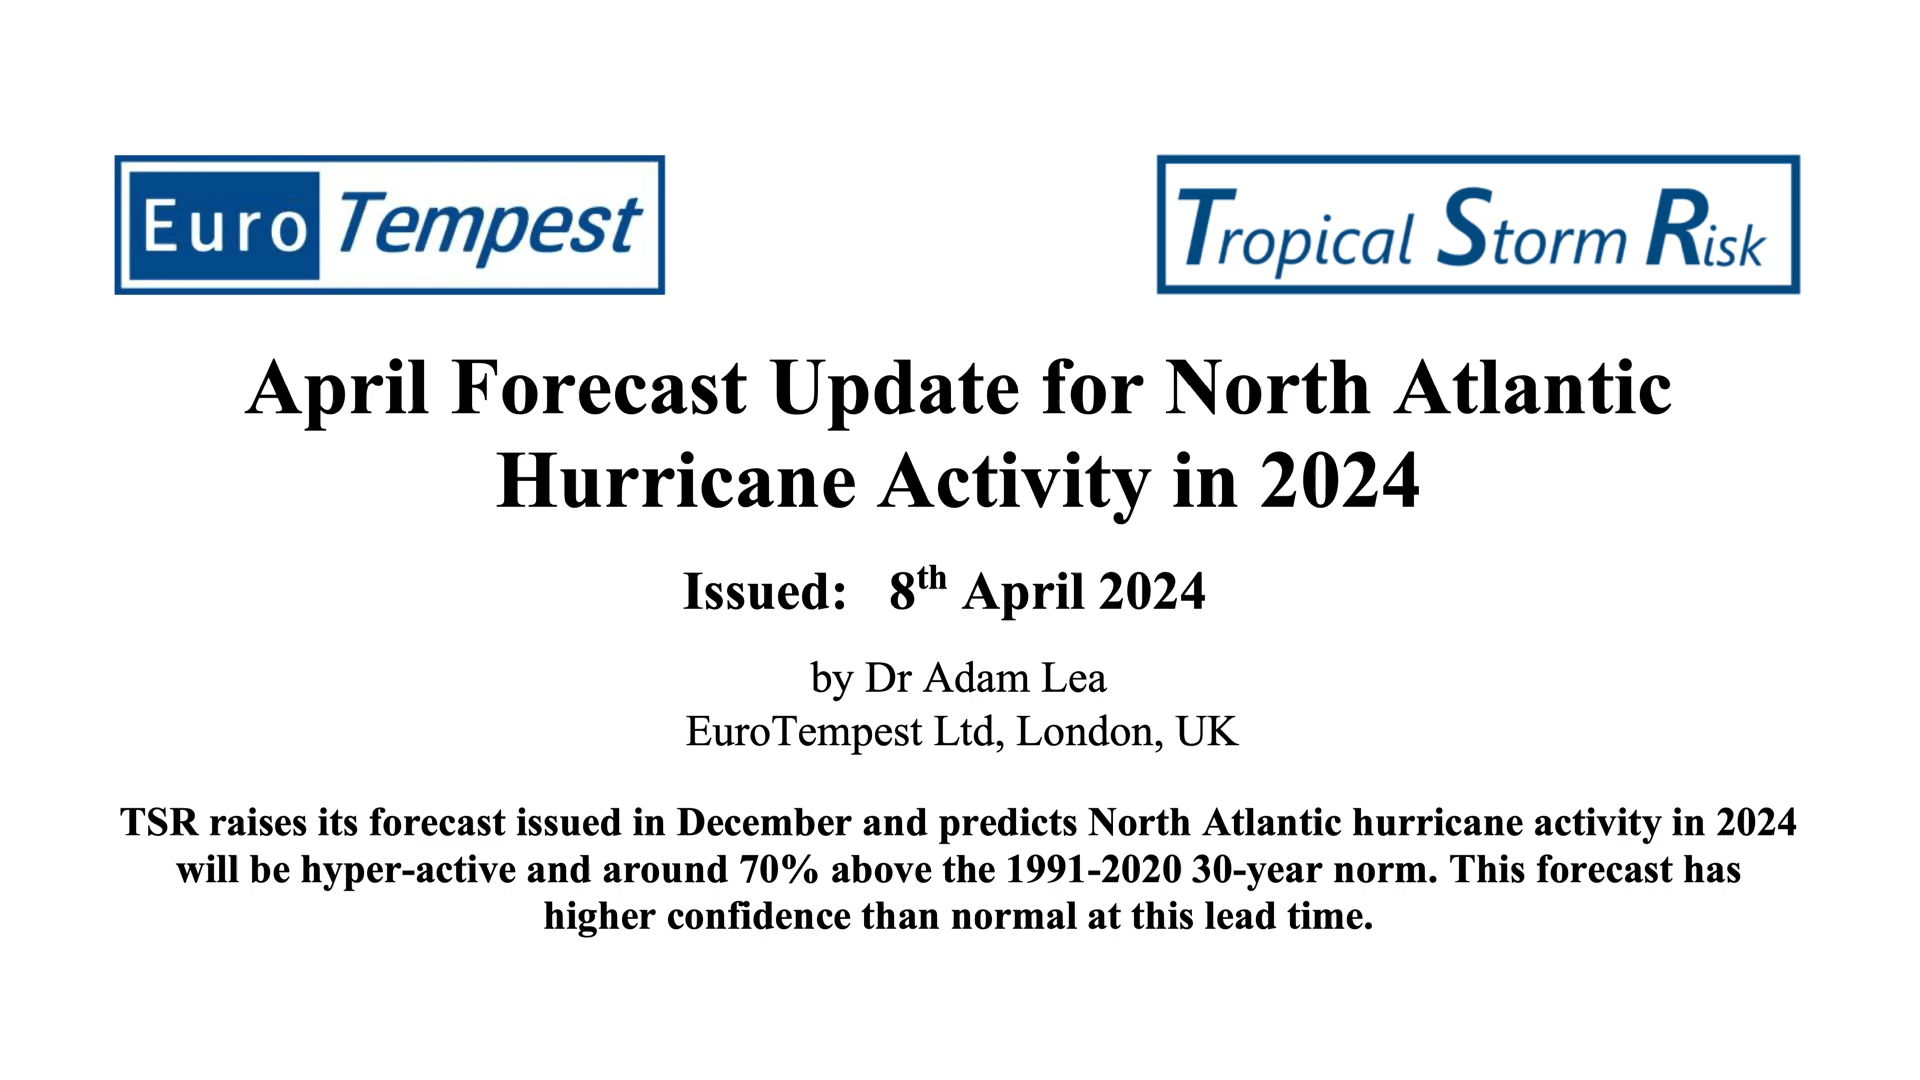 Euro Tempest
Tropical Storm Risk
April Forecast Update for North Atlantic
Hurricane Activity in 2024
Issued: 8th April 2024
by Dr Adam Lea
EuroTempest Ltd, London, UK
TSR raises its forecast issued in December and predicts North Atlantic hurricane activity in 2024
will be hyper-active and around 70% above the 1991-2020 30-year norm. This forecast has
higher confidence than normal at this lead time.